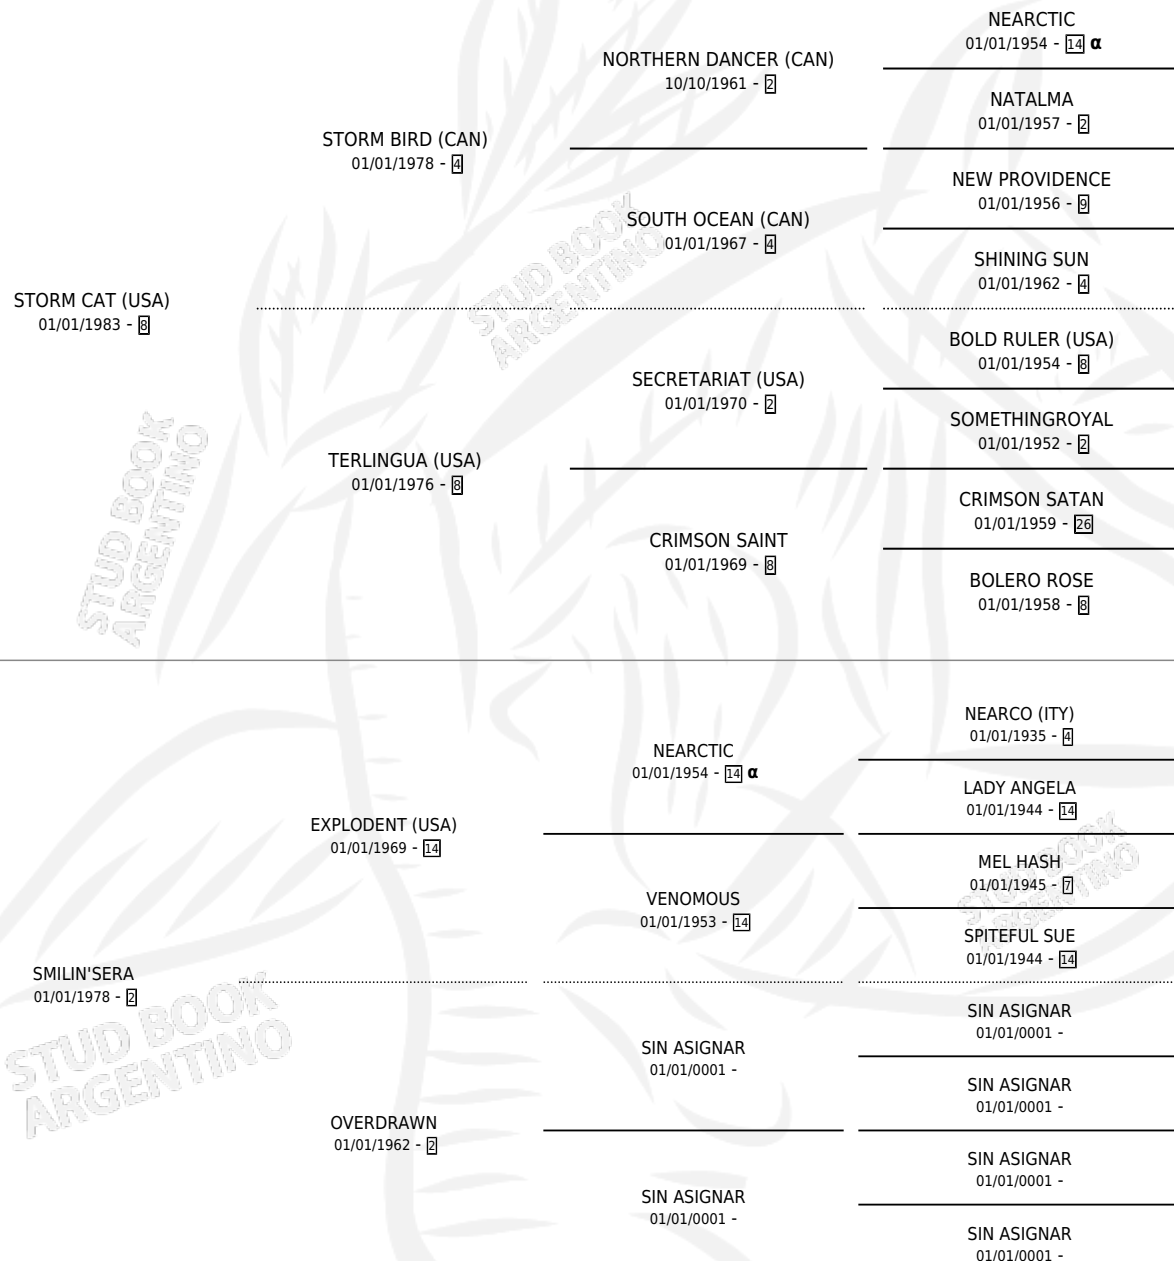 NEARCTIC
01/01/1954 - 14 α
NORTHERN DANCER (CAN)
10/10/1961 - 2
NATALMA
01/01/1957 - 2
STORM BIRD (CAN)
01/01/1978 - 4
NEW PROVIDENCE
01/01/1956 - 9
SOUTH OCEAN (CAN)
01/01/1967 - 4
SHINING SUN
01/01/1962 - 4
STORM CAT (USA)
01/01/1983 - 8
BOLD RULER (USA)
01/01/1954 - 8
SECRETARIAT (USA)
01/01/1970 - 2
SOMETHINGROYAL
01/01/1952 - 2
TERLINGUA (USA)
01/01/1976 - 8
CRIMSON SATAN
01/01/1959 - 26
CRIMSON SAINT
01/01/1969 - 8
BOLERO ROSE
01/01/1958 - 8
NEARCO (ITY)
01/01/1935 - 4
NEARCTIC
01/01/1954 - 14 α
LADY ANGELA
01/01/1944 - 14
EXPLODENT (USA)
01/01/1969 - 14
MEL HASH
01/01/1945 - 7
VENOMOUS
01/01/1953 - 14
SPITEFUL SUE
01/01/1944 - 14
SMILIN'SERA
01/01/1978 - 2
SIN ASIGNAR
01/01/0001 -
SIN ASIGNAR
01/01/0001 -
SIN ASIGNAR
01/01/0001 -
OVERDRAWN
01/01/1962 - 2
SIN ASIGNAR
01/01/0001 -
SIN ASIGNAR
01/01/0001 -
SIN ASIGNAR
01/01/0001 -
STUD BOOK
ARGENTINO
STUD BOOK
ARGENTINO
STUD BOOK
ARGENTINO
STUD BOOK
ARGENTINO